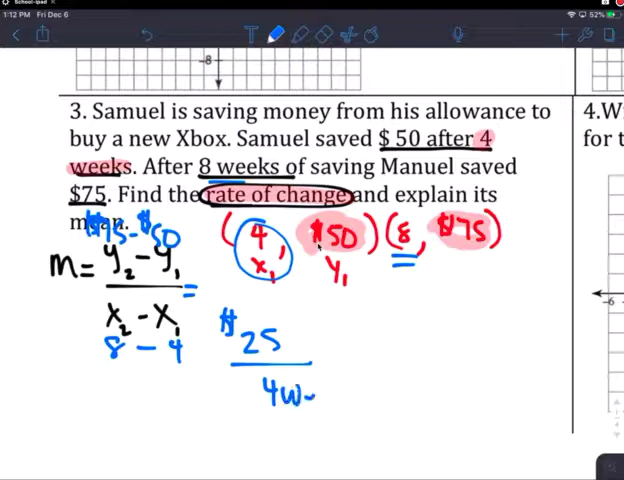 School-ipad
1:12 PM Fri Dec 6
52%
-8
3. Samuel is saving money from his allowance to
buy a new Xbox. Samuel saved $ 50 after 4
weeks. After 8 weeks of saving Manuel saved
$75. Find the rate of change and explain its
mean.
$75 - $50
(4, $50) (8, $75)
x₁ y₁
m = y₂ - y₁ =
x₂ - x₁
8 - 4
$25
4w
4.W
for t
-6